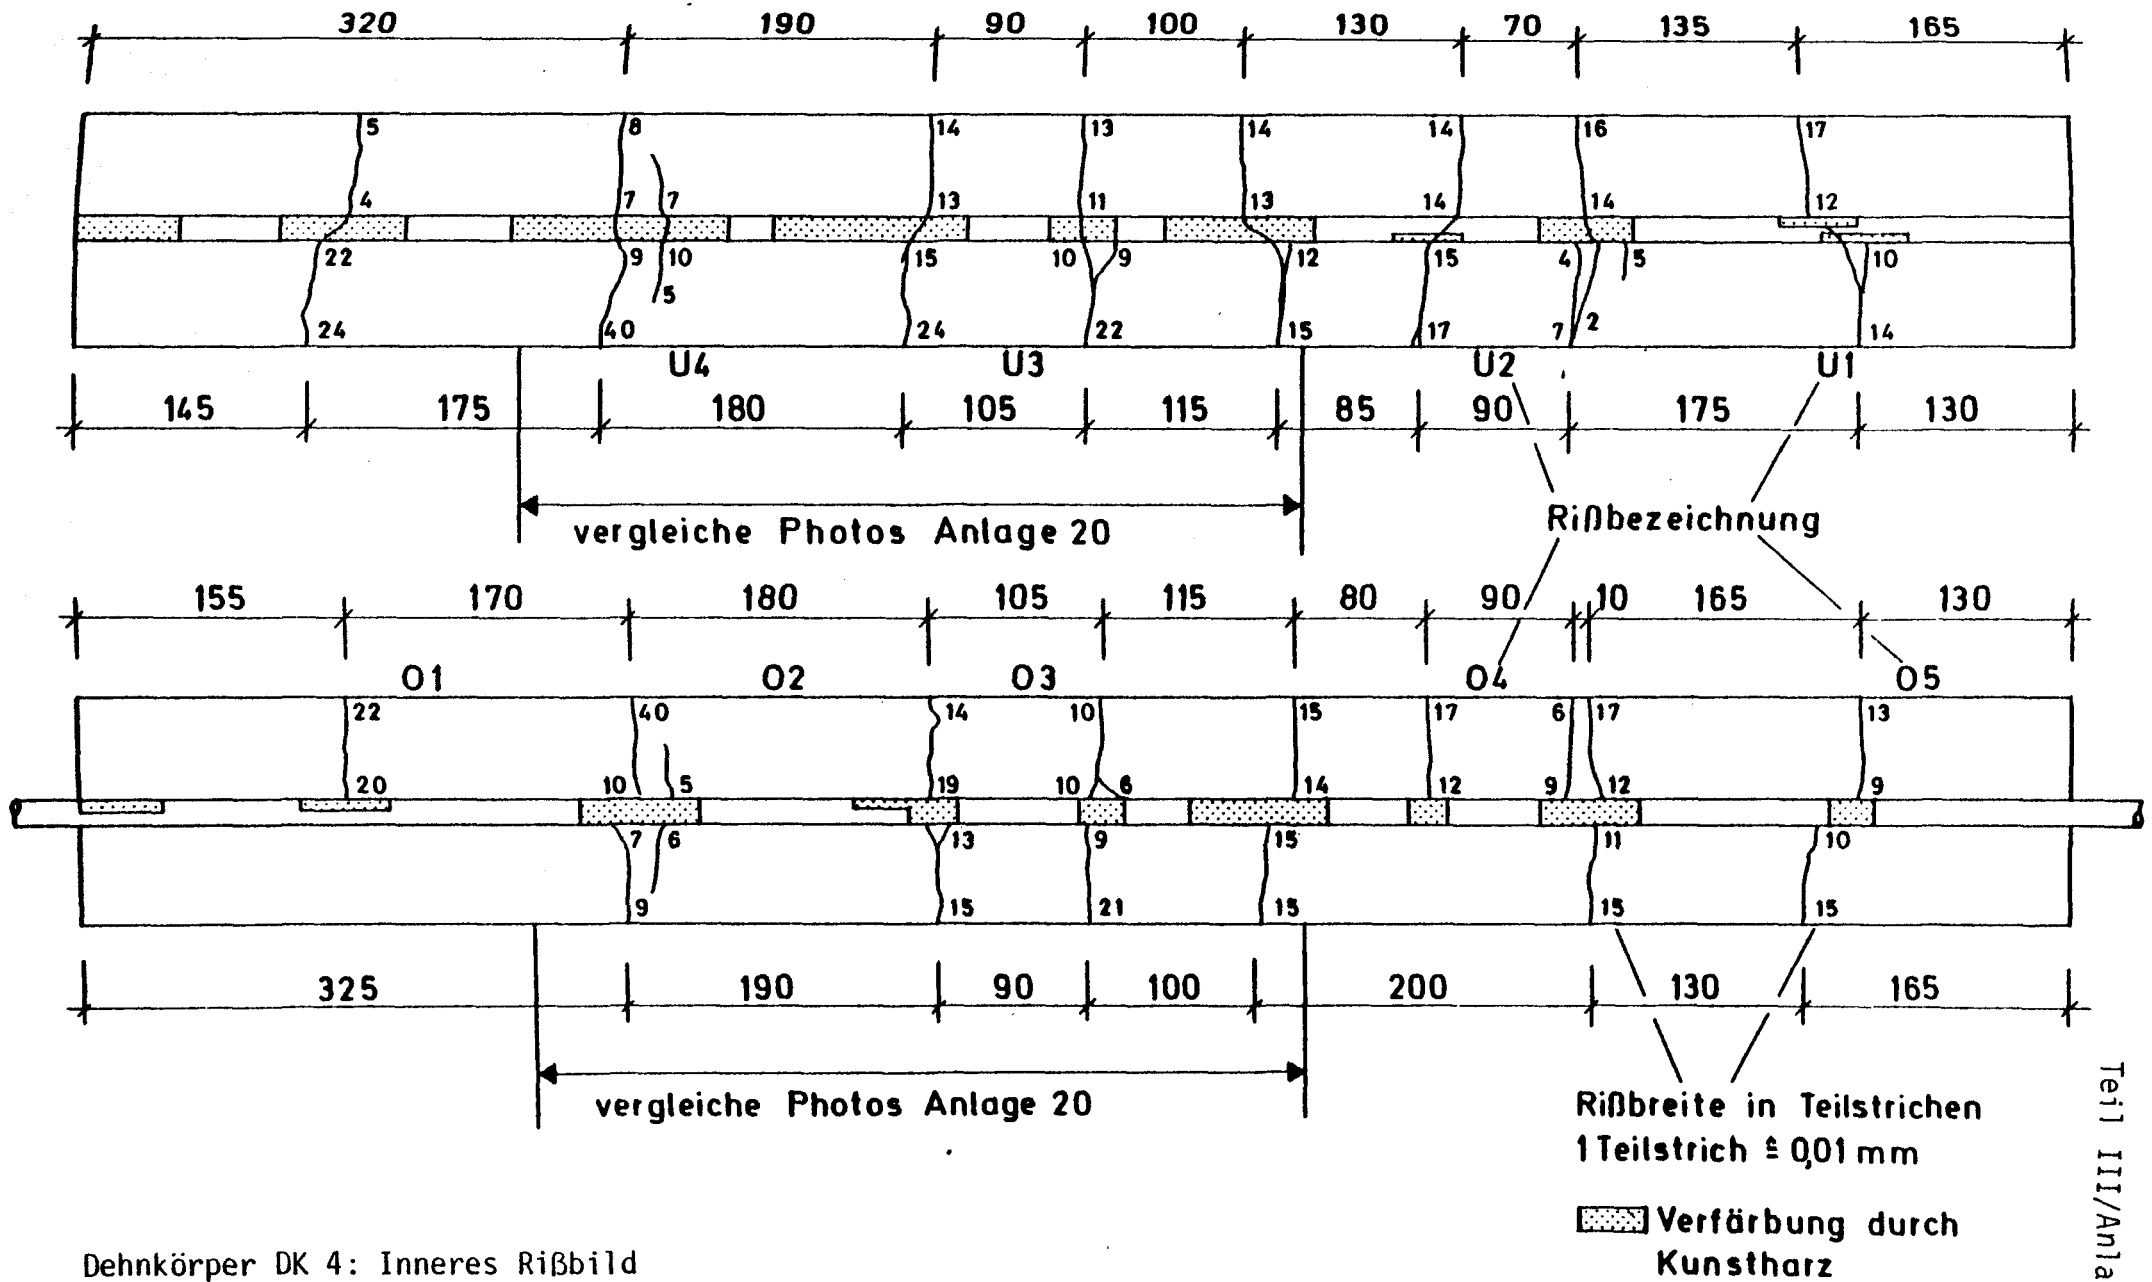 320 190 90 100 130 70 135 165
5 8 14 13 14 14 16 17
4 7 7 13 11 13 14 14 12
22 9 10 15 10 9 12 15 4 5 10
5
24 40 24 22 15 17 7 2 14
U4 U3 U2 U1
145 175 180 105 115 85 90 175 130
vergleiche Photos Anlage 20
Rißbezeichnung
155 170 180 105 115 80 90 10 165 130
O1 O2 O3 O4 O5
22 40 14 10 15 17 6 17 13
20 10 5 19 10 6 14 12 9 12 9
7 6 13 9 15 11 10
9 15 21 15 15 15
325 190 90 100 200 130 165
vergleiche Photos Anlage 20
Rißbreite in Teilstrichen
1 Teilstrich ≙ 0,01 mm
Verfärbung durch
Kunstharz
Dehnkörper DK 4: Inneres Rißbild
Teil III/Anla